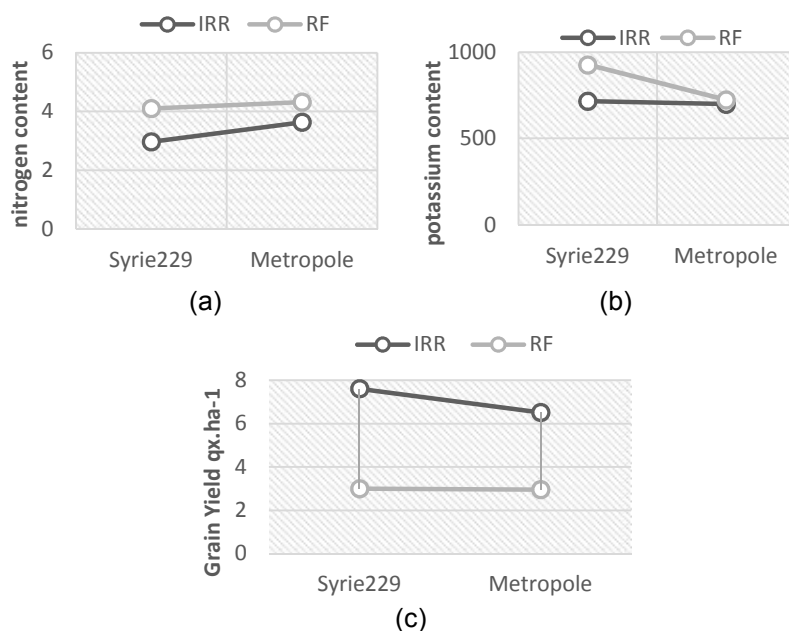 IRR RF
nitrogen content
6
4
2
0
Syrie229 Metropole
(a)
IRR RF
potassium content
1000
500
0
Syrie229 Metropole
(b)
IRR RF
Grain Yield qx.ha-1
8
6
4
2
0
Syrie229 Metropole
(c)